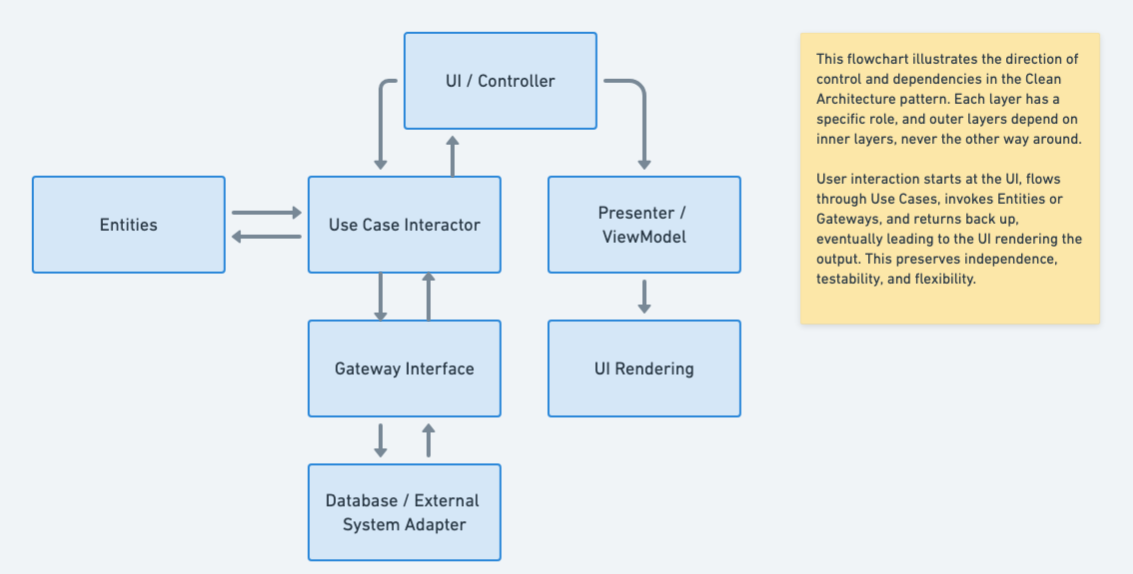 UI / Controller
Entities
Use Case Interactor
Presenter /
ViewModel
Gateway Interface
UI Rendering
Database / External
System Adapter
This flowchart illustrates the direction of
control and dependencies in the Clean
Architecture pattern. Each layer has a
specific role, and outer layers depend on
inner layers, never the other way around.
User interaction starts at the UI, flows
through Use Cases, invokes Entities or
Gateways, and returns back up,
eventually leading to the UI rendering the
output. This preserves independence,
testability, and flexibility.